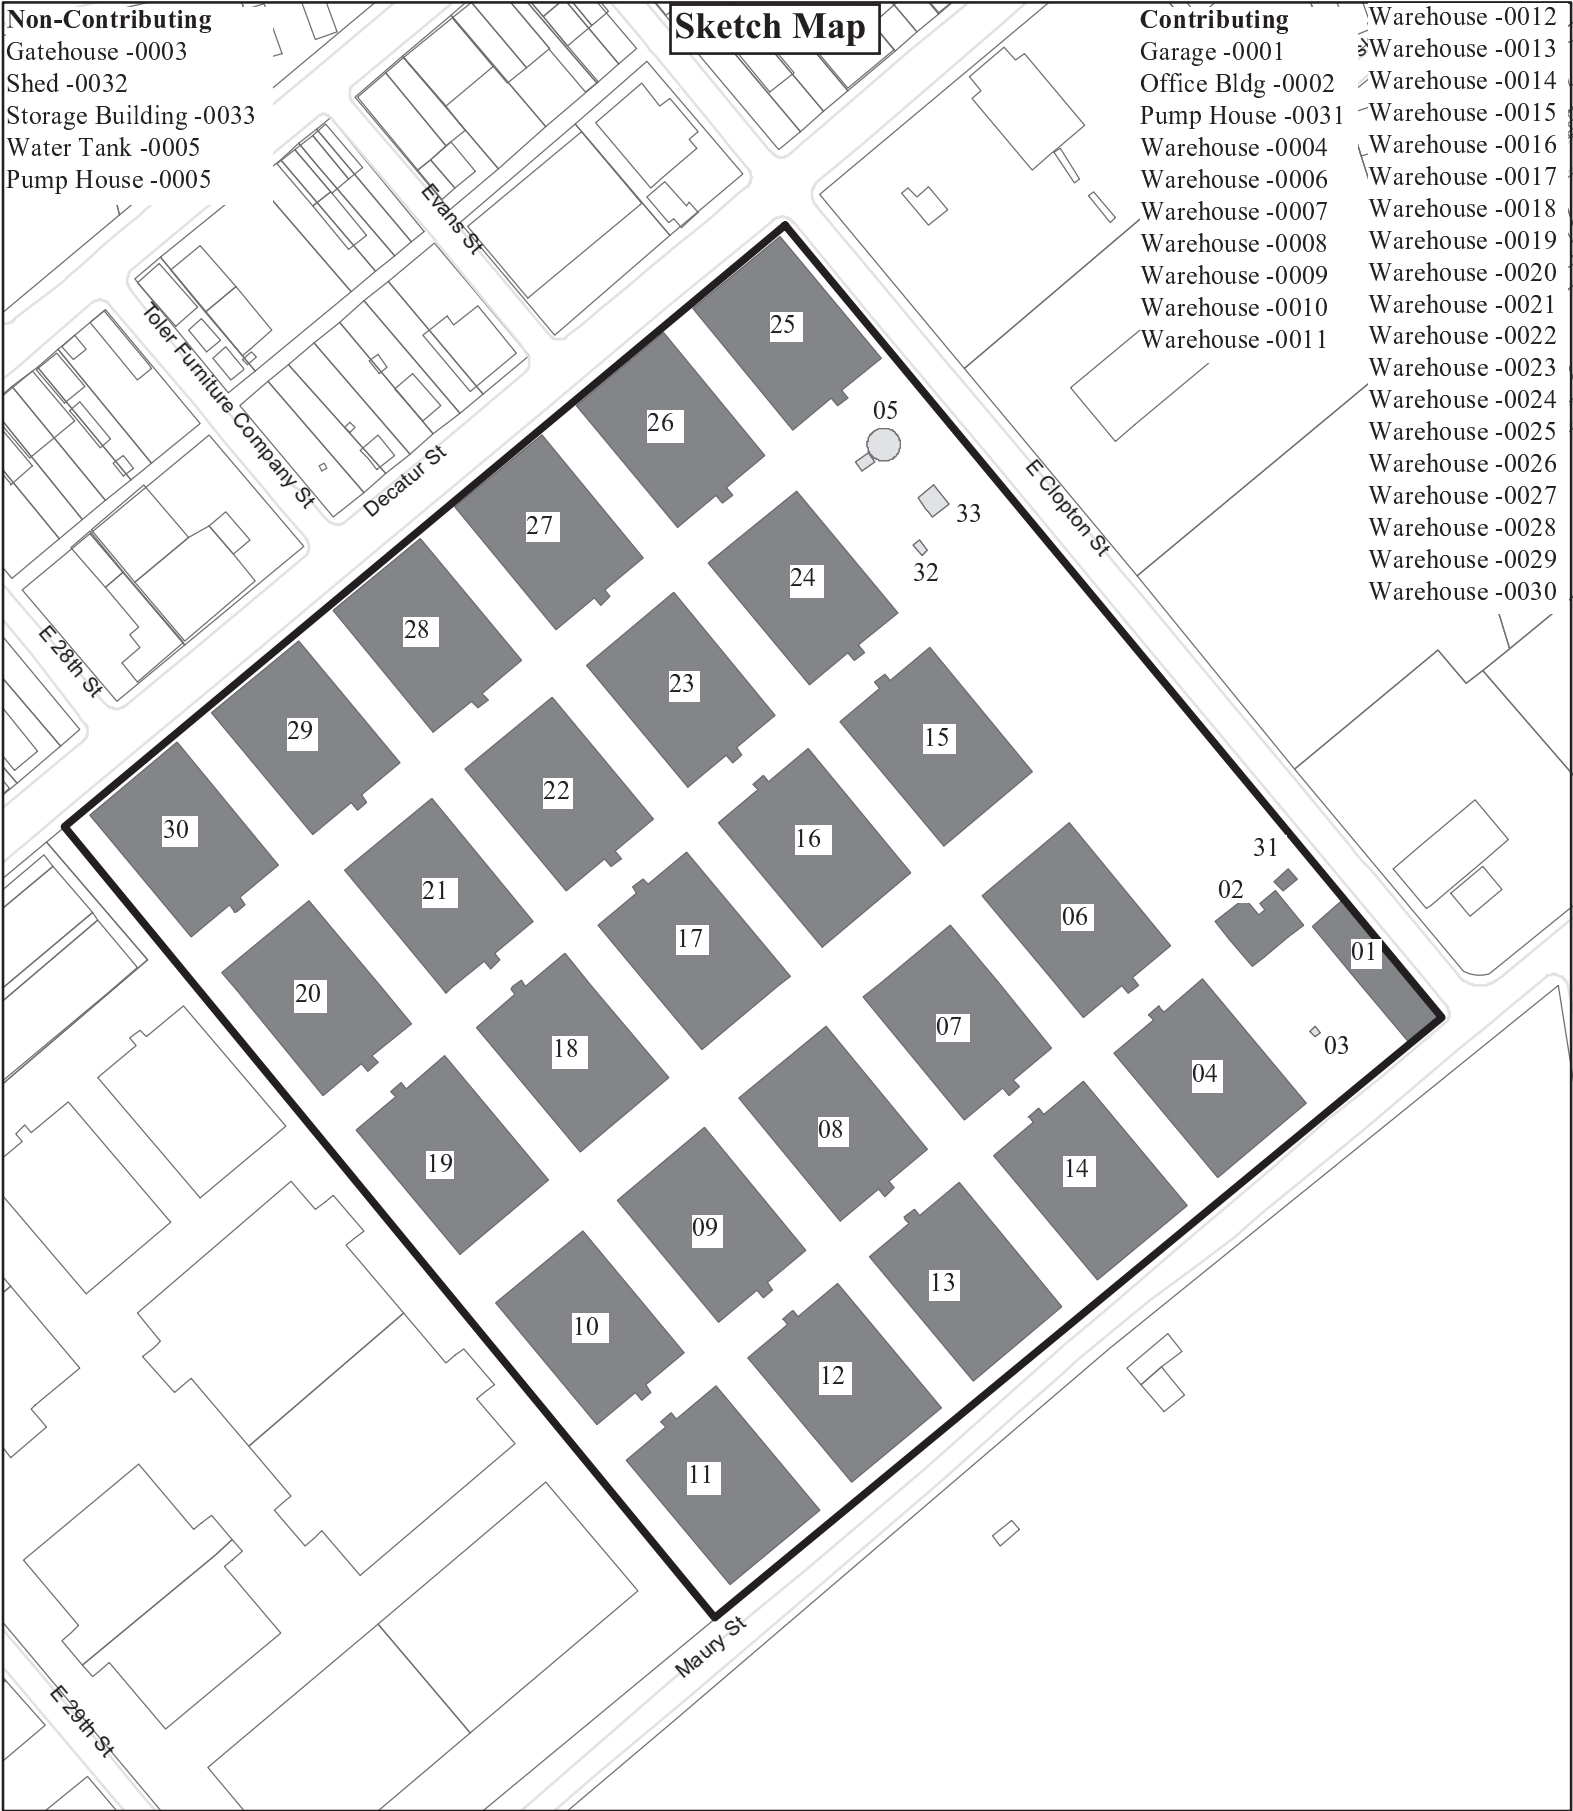 Sketch Map
Non-Contributing
Gatehouse -0003
Shed -0032
Storage Building -0033
Water Tank -0005
Pump House -0005
Contributing
Garage -0001
Office Bldg -0002
Pump House -0031
Warehouse -0004
Warehouse -0006
Warehouse -0007
Warehouse -0008
Warehouse -0009
Warehouse -0010
Warehouse -0011
Warehouse -0012
Warehouse -0013
Warehouse -0014
Warehouse -0015
Warehouse -0016
Warehouse -0017
Warehouse -0018
Warehouse -0019
Warehouse -0020
Warehouse -0021
Warehouse -0022
Warehouse -0023
Warehouse -0024
Warehouse -0025
Warehouse -0026
Warehouse -0027
Warehouse -0028
Warehouse -0029
Warehouse -0030
Evans St
Toler Furniture Company St
Decatur St
E 28th St
E Clopton St
25
05
26
33
27
32
24
28
23
29
15
22
30
16
31
02
21
06
17
01
20
07
18
03
04
08
19
14
09
13
10
12
11
Maury St
E 29th St